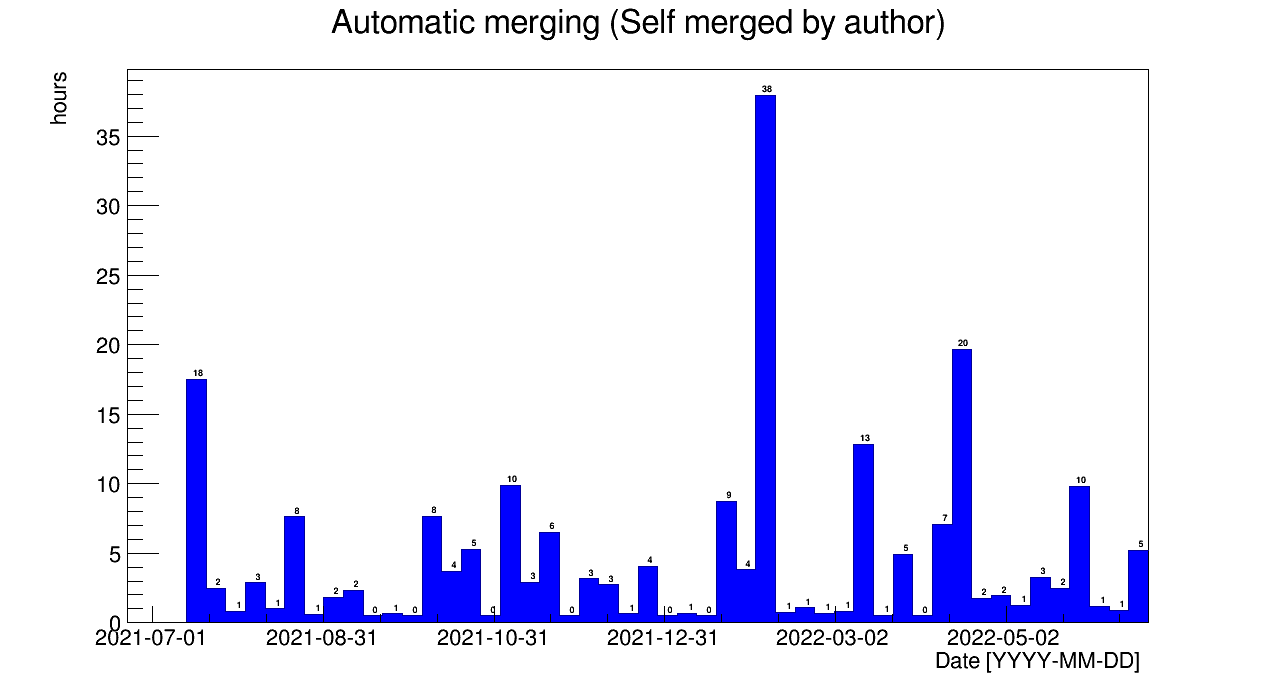 Automatic merging (Self merged by author)
hours
35
30
25
20
15
10
5
0
18 2 1 3 1 8 1 2 2 0 1 0 8 4 5 0 10 3 6 0 3 3 1 4 0 1 0 9 4 38 1 1 1 1 13 1 5 0 7 20 2 2 1 3 2 10 1 1 5
2021-07-01 2021-08-31 2021-10-31 2021-12-31 2022-03-02 2022-05-02
Date [YYYY-MM-DD]